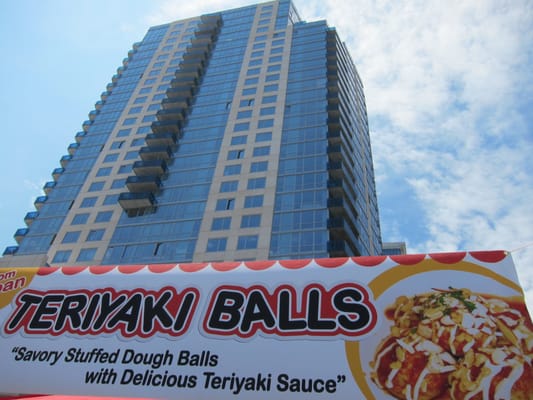 TERIYAKI BALLS
"Savory Stuffed Dough Balls
with Delicious Teriyaki Sauce"